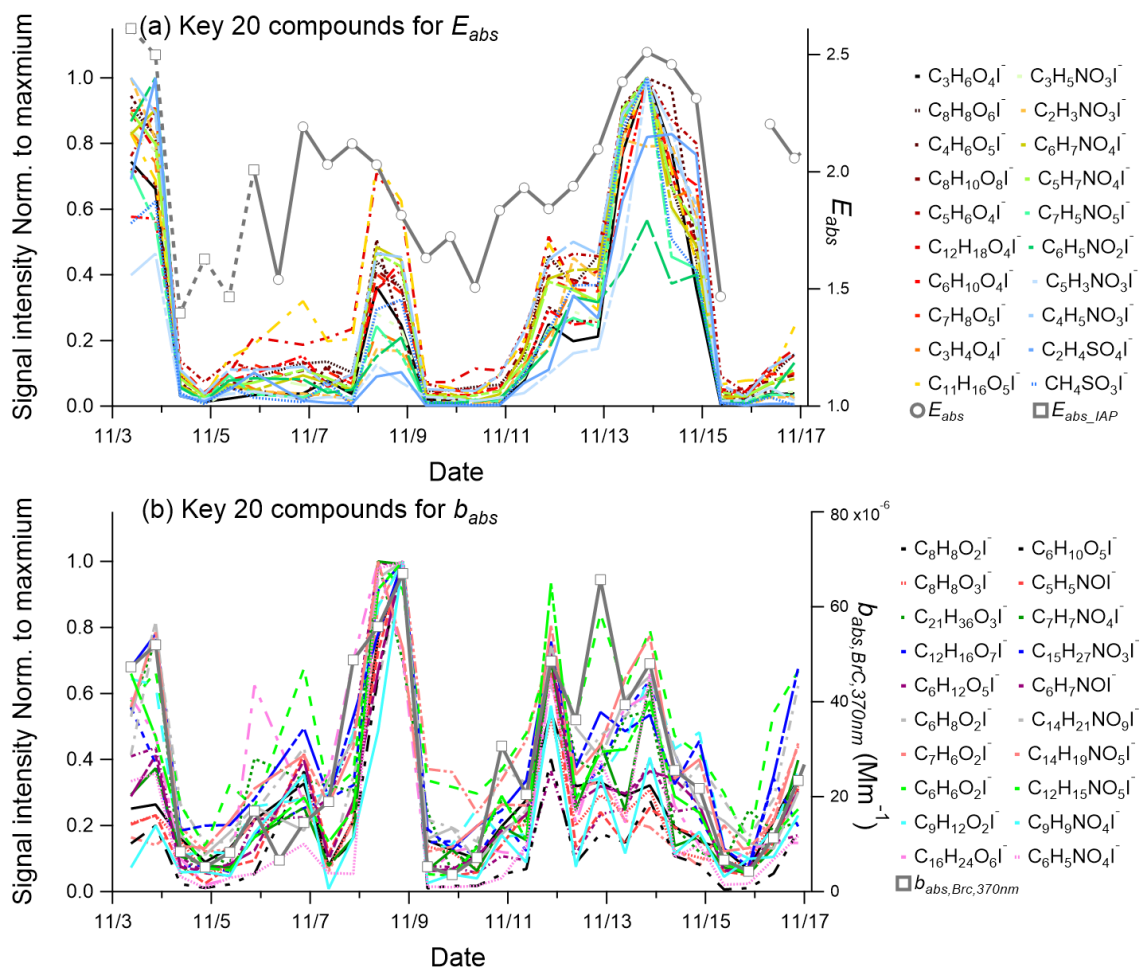 (a) Key 20 compounds for E_abs
Signal intensity Norm. to maxmium
1.0
0.8
0.6
0.4
0.2
0.0
2.5
2.0
1.5
1.0
E_abs
11/3 11/5 11/7 11/9 11/11 11/13 11/15 11/17
Date
C₃H₆O₄I⁻ C₃H₅NO₃I⁻
C₈H₈O₆I⁻ C₂H₃NO₃I⁻
C₄H₆O₅I⁻ C₆H₇NO₄I⁻
C₈H₁₀O₈I⁻ C₅H₇NO₄I⁻
C₅H₆O₄I⁻ C₇H₅NO₅I⁻
C₁₂H₁₈O₄I⁻ C₆H₅NO₂I⁻
C₆H₁₀O₄I⁻ C₅H₃NO₃I⁻
C₇H₈O₅I⁻ C₄H₅NO₃I⁻
C₃H₄O₄I⁻ C₂H₄SO₄I⁻
C₁₁H₁₆O₅I⁻ CH₄SO₃I⁻
E_abs E_abs_IAP
(b) Key 20 compounds for b_abs
Signal intensity Norm. to maxmium
1.0
0.8
0.6
0.4
0.2
0.0
80 x10⁻⁶
60
40
20
0
b_abs,BrC,370nm (Mm⁻¹)
11/3 11/5 11/7 11/9 11/11 11/13 11/15 11/17
Date
C₈H₈O₂I⁻ C₆H₁₀O₅I⁻
C₈H₈O₃I⁻ C₅H₅NOI⁻
C₂₁H₃₆O₃I⁻ C₇H₇NO₄I⁻
C₁₂H₁₆O₇I⁻ C₁₅H₂₇NO₃I⁻
C₆H₁₂O₅I⁻ C₆H₇NOI⁻
C₆H₈O₂I⁻ C₁₄H₂₁NO₉I⁻
C₇H₆O₂I⁻ C₁₄H₁₉NO₅I⁻
C₆H₆O₂I⁻ C₁₂H₁₅NO₅I⁻
C₉H₁₂O₂I⁻ C₉H₉NO₄I⁻
C₁₆H₂₄O₆I⁻ C₆H₅NO₄I⁻
b_abs,Brc,370nm